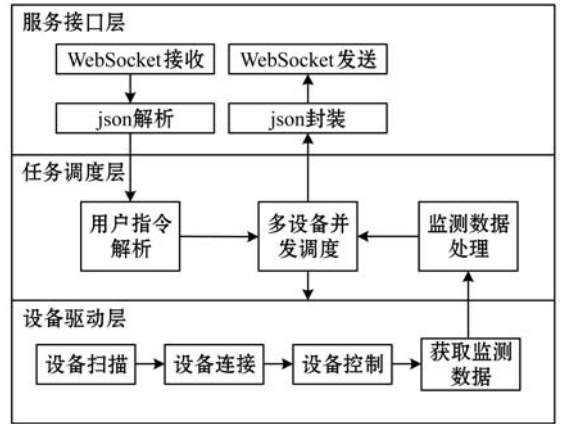 服务接口层
WebSocket接收
WebSocket发送
json解析
json封装
任务调度层
用户指令
解析
多设备并
发调度
监测数据
处理
设备驱动层
设备扫描
设备连接
设备控制
获取监测
数据